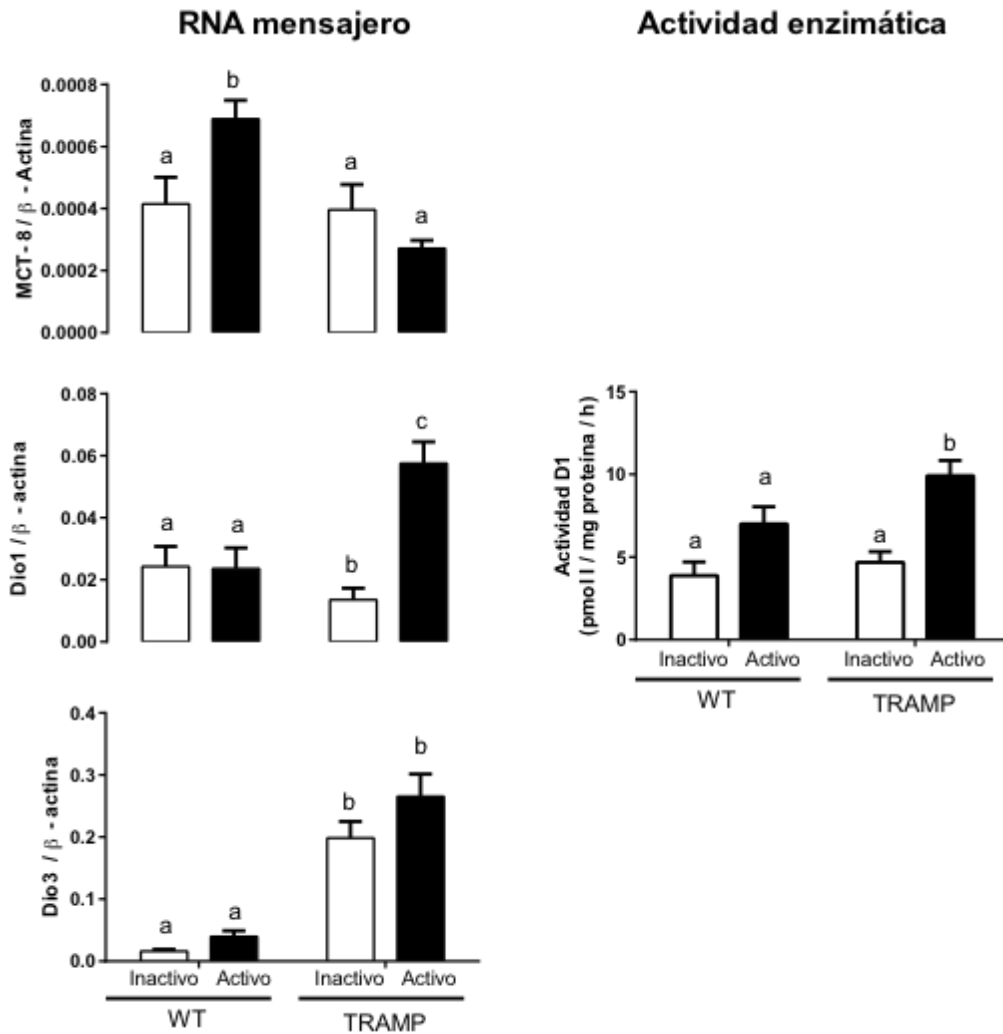 RNA mensajero
Actividad enzimática
MCT-8 / β - Actina
0.0008
0.0006
0.0004
0.0002
0.0000
a
b
a
a
Dio1 / β - actina
0.08
0.06
0.04
0.02
0.00
a
a
b
c
Actividad D1
(pmol I / mg proteína / h)
15
10
5
0
a
a
a
b
Inactivo Activo Inactivo Activo
WT TRAMP
Dio3 / β - actina
0.4
0.3
0.2
0.1
0.0
a
a
b
b
Inactivo Activo Inactivo Activo
WT TRAMP